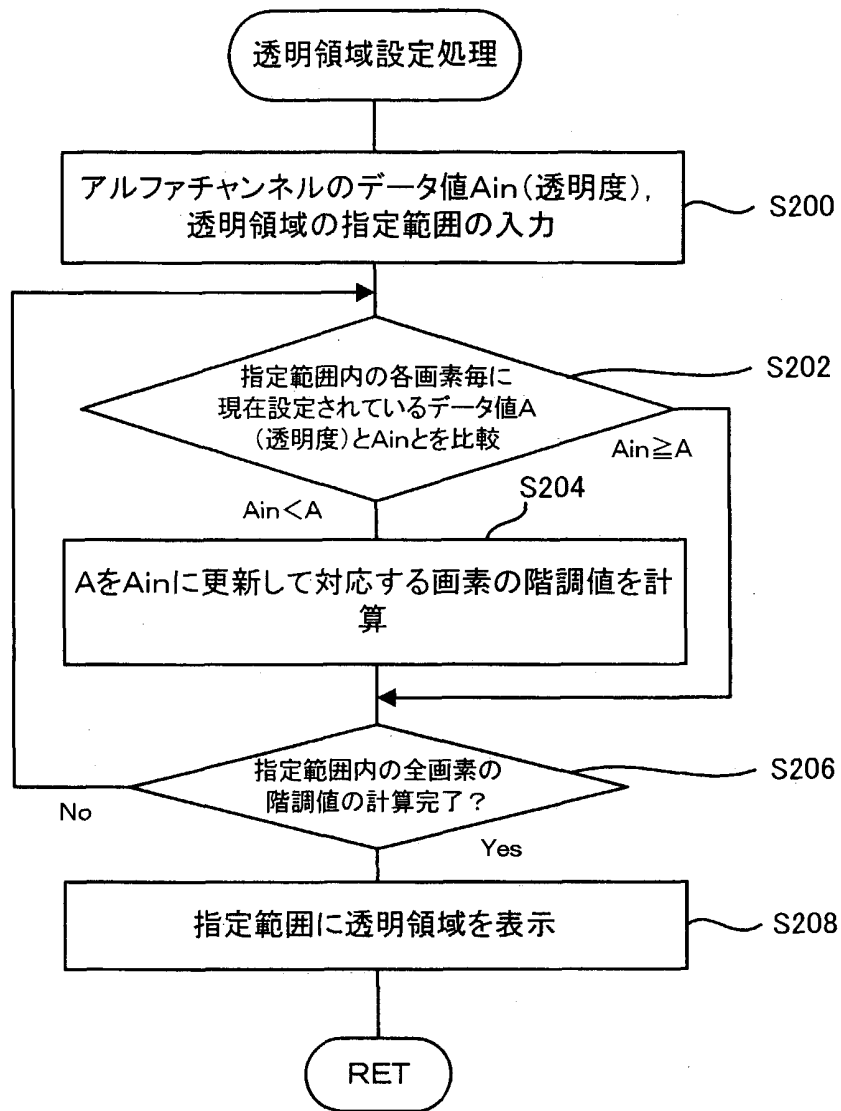 透明領域設定処理
アルファチャンネルのデータ値Ain(透明度),
透明領域の指定範囲の入力
S200
指定範囲内の各画素毎に
現在設定されているデータ値A
(透明度)とAinとを比較
S202
Ain≧A
Ain<A
S204
AをAinに更新して対応する画素の階調値を計
算
指定範囲内の全画素の
階調値の計算完了?
S206
No
Yes
指定範囲に透明領域を表示
S208
RET